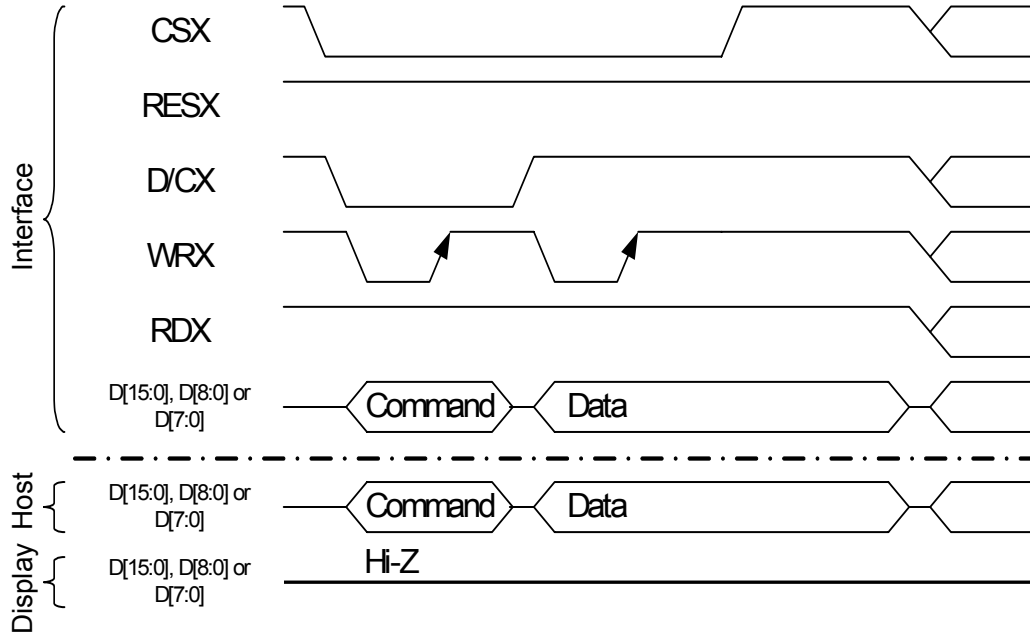 CSX
RESX
D/CX
WRX
RDX
D[15:0], D[8:0] or
D[7:0]
Command
Data
Interface
D[15:0], D[8:0] or
D[7:0]
Command
Data
Host
Hi-Z
D[15:0], D[8:0] or
D[7:0]
Display